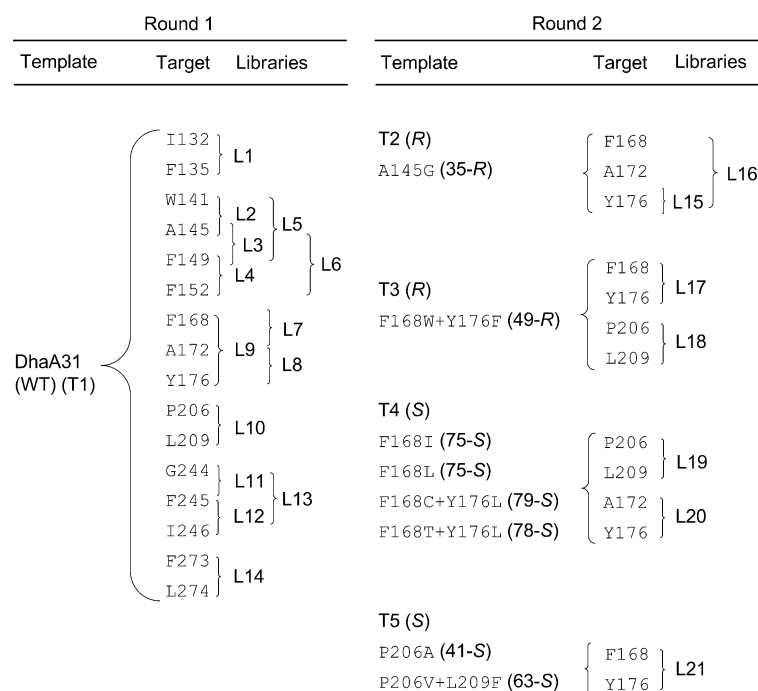 Round 1
Template Target Libraries
I132
F135
L1
W141
A145
F149
F152
L2
L3
L4
L5
L6
F168
A172
Y176
L7
L8
L9
DhaA31
(WT) (T1)
P206
L209
L10
G244
F245
I246
L11
L12
L13
F273
L274
L14
Round 2
Template Target Libraries
T2 (R)
A145G (35-R)
F168
A172
Y176
L15
L16
T3 (R)
F168W+Y176F (49-R)
F168
Y176
L17
P206
L209
L18
T4 (S)
F168I (75-S)
F168L (75-S)
F168C+Y176L (79-S)
F168T+Y176L (78-S)
P206
L209
L19
A172
Y176
L20
T5 (S)
P206A (41-S)
P206V+L209F (63-S)
F168
Y176
L21